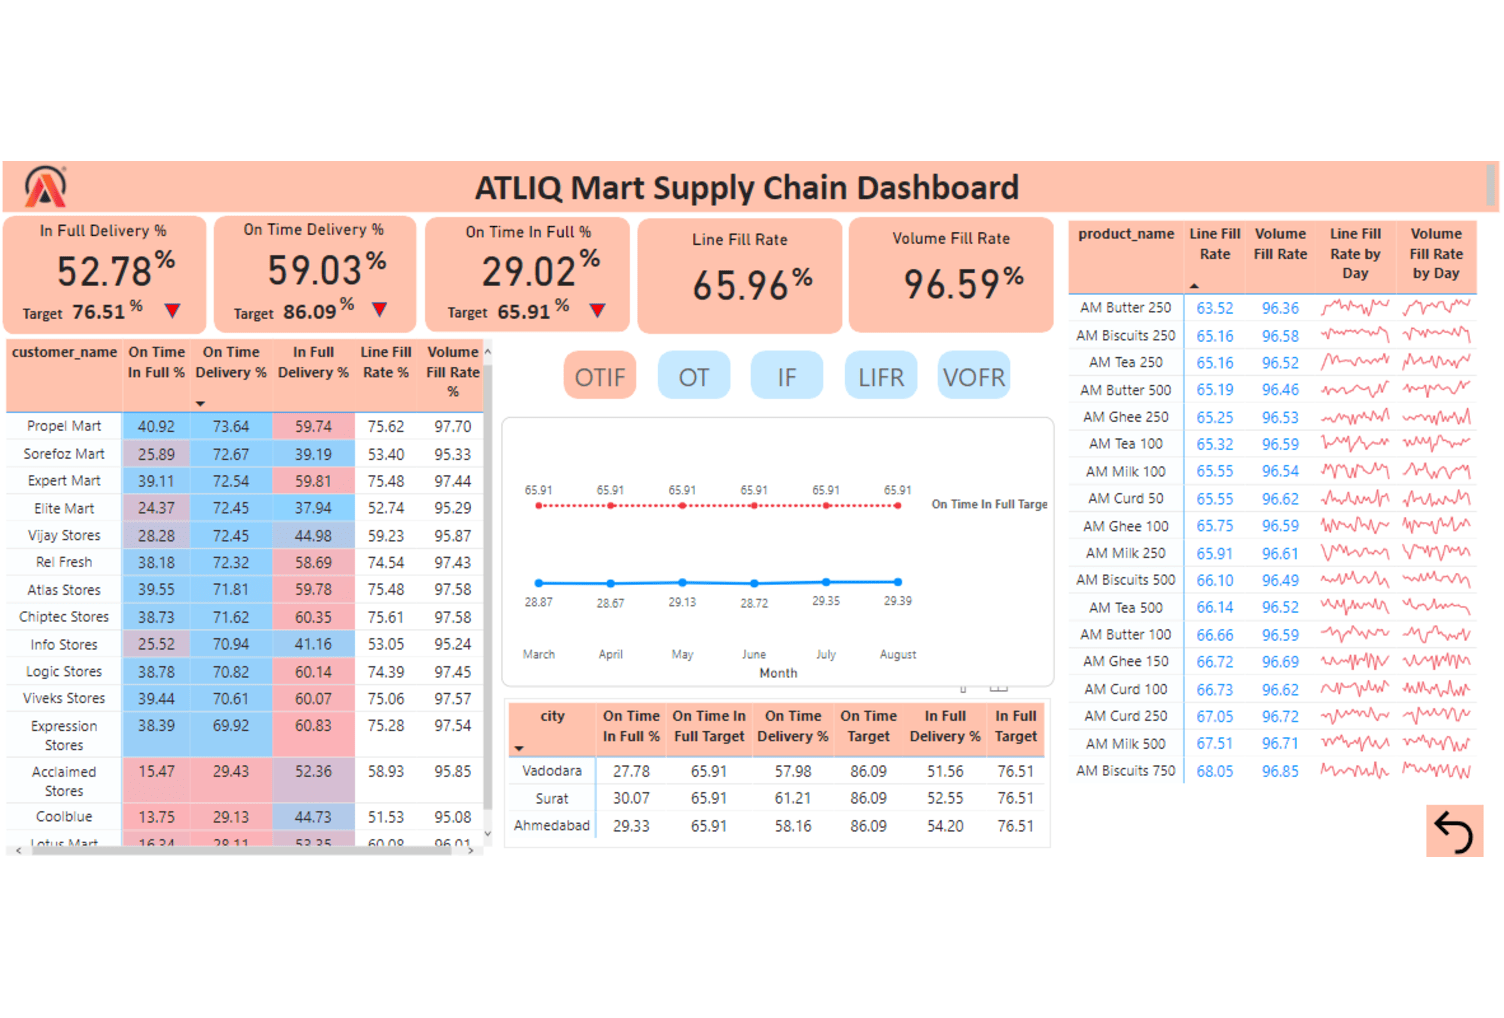 ATLIQ Mart Supply Chain Dashboard
In Full Delivery %
52.78%
Target 76.51%
On Time Delivery %
59.03%
Target 86.09%
On Time In Full %
29.02%
Target 65.91%
Line Fill Rate
65.96%
Volume Fill Rate
96.59%
customer_name On Time In Full % On Time Delivery % In Full Delivery % Line Fill Rate % Volume Fill Rate %
Propel Mart 40.92 73.64 59.74 75.62 97.70
Sorefoz Mart 25.89 72.67 39.19 53.40 95.33
Expert Mart 39.11 72.54 59.81 75.48 97.44
Elite Mart 24.37 72.45 37.94 52.74 95.29
Vijay Stores 28.28 72.45 44.98 59.23 95.87
Rel Fresh 38.18 72.32 58.69 74.54 97.43
Atlas Stores 39.55 71.81 59.78 75.48 97.58
Chiptec Stores 38.73 71.62 60.35 75.61 97.58
Info Stores 25.52 70.94 41.16 53.05 95.24
Logic Stores 38.78 70.82 60.14 74.39 97.45
Viveks Stores 39.44 70.61 60.07 75.06 97.57
Expression Stores 38.39 69.92 60.83 75.28 97.54
Acclaimed Stores 15.47 29.43 52.36 58.93 95.85
Coolblue 13.75 29.13 44.73 51.53 95.08
Lotus Mart 16.34 28.11 53.35 60.08 96.01
OTIF OT IF LIFR VOFR
65.91 65.91 65.91 65.91 65.91 65.91
On Time In Full Targe
28.87 28.67 29.13 28.72 29.35 29.39
March April May June July August
Month
city On Time In Full % On Time In Full Target On Time Delivery % On Time Target In Full Delivery % In Full Target
Vadodara 27.78 65.91 57.98 86.09 51.56 76.51
Surat 30.07 65.91 61.21 86.09 52.55 76.51
Ahmedabad 29.33 65.91 58.16 86.09 54.20 76.51
product_name Line Fill Rate Volume Fill Rate Line Fill Rate by Day Volume Fill Rate by Day
AM Butter 250 63.52 96.36
AM Biscuits 250 65.16 96.58
AM Tea 250 65.16 96.52
AM Butter 500 65.19 96.46
AM Ghee 250 65.25 96.53
AM Tea 100 65.32 96.59
AM Milk 100 65.55 96.54
AM Curd 50 65.55 96.62
AM Ghee 100 65.75 96.59
AM Milk 250 65.91 96.61
AM Biscuits 500 66.10 96.49
AM Tea 500 66.14 96.52
AM Butter 100 66.66 96.59
AM Ghee 150 66.72 96.69
AM Curd 100 66.73 96.62
AM Curd 250 67.05 96.72
AM Milk 500 67.51 96.71
AM Biscuits 750 68.05 96.85